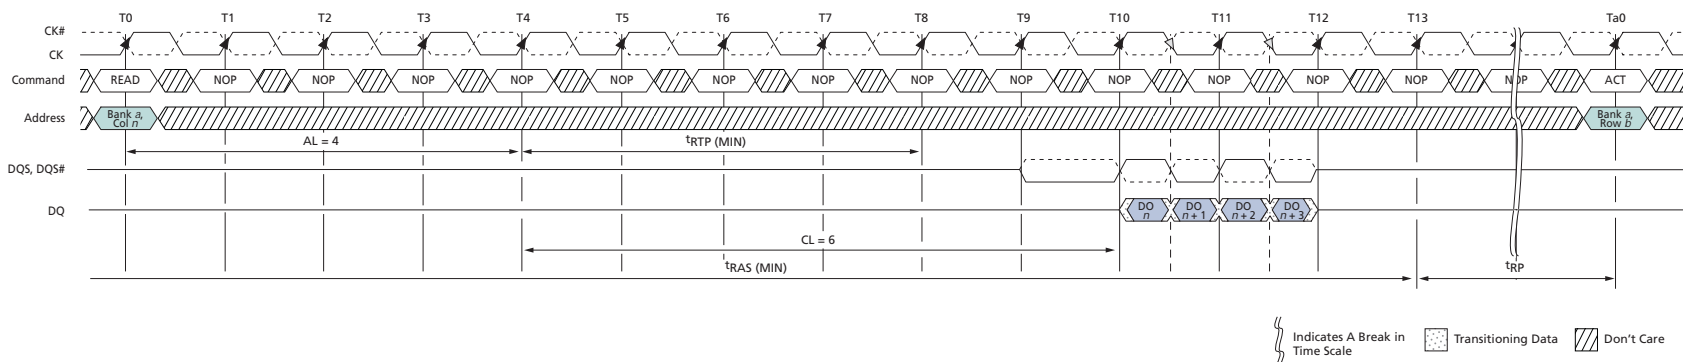 T0 T1 T2 T3 T4 T5 T6 T7 T8 T9 T10 T11 T12 T13 Ta0
CK#
CK
Command READ NOP NOP NOP NOP NOP NOP NOP NOP NOP NOP NOP NOP NOP NOP ACT
Address Bank a, Col n Bank a, Row b
AL = 4 tRTP (MIN)
DQS, DQS#
DQ DO n DO n + 1 DO n + 2 DO n + 3
CL = 6
tRAS (MIN) tRP
Indicates A Break in
Time Scale
Transitioning Data
Don't Care